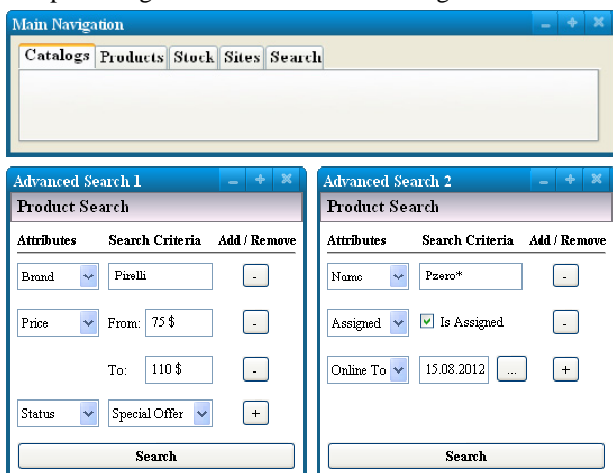 Main Navigation
Catalogs Products Stock Sites Search
Advanced Search 1
Product Search
Attributes Search Criteria Add / Remove
Brand Pirelli -
Price From: 75 $ -
To: 110 $ -
Status Special Offer +
Search
Advanced Search 2
Product Search
Attributes Search Criteria Add / Remove
Name Pzero* -
Assigned Is Assigned -
Online To 15.08.2012 ... +
Search